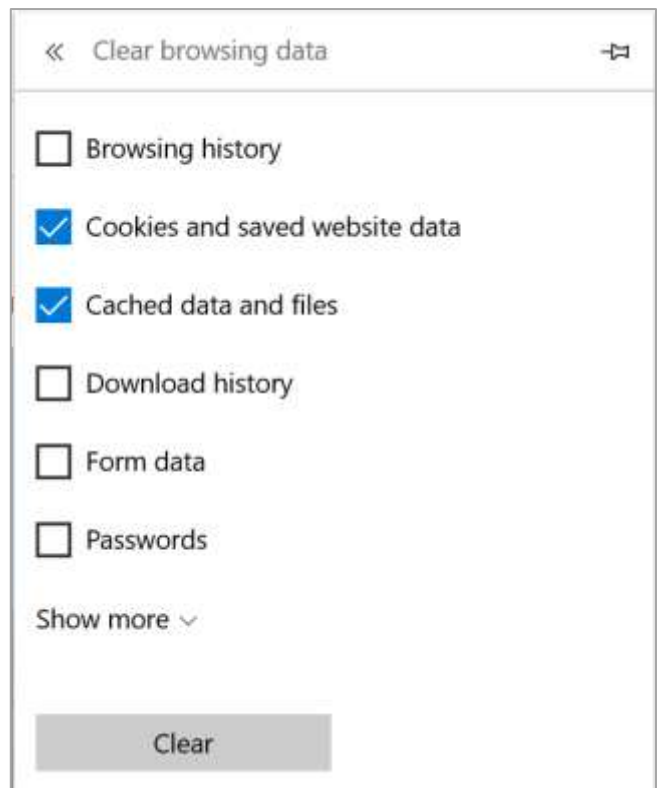 Clear browsing data
Browsing history
Cookies and saved website data
Cached data and files
Download history
Form data
Passwords
Show more
Clear